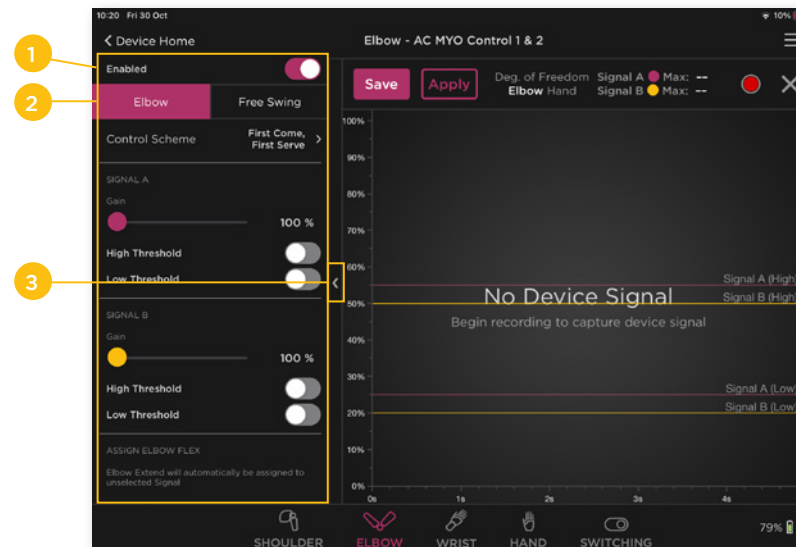 10:20 Fri 30 Oct
10%
Device Home
Elbow - AC MYO Control 1 & 2
1
Enabled
2
Elbow
Free Swing
Control Scheme
First Come,
First Serve
SIGNAL A
Gain
100 %
High Threshold
Low Threshold
3
SIGNAL B
Gain
100 %
High Threshold
Low Threshold
ASSIGN ELBOW FLEX
Elbow Extend will automatically be assigned to
unselected Signal
Save
Apply
Deg. of Freedom
Elbow Hand
Signal A Max: --
Signal B Max: --
100%
90%
80%
70%
60%
50%
40%
30%
20%
10%
0%
Signal A (High)
Signal B (High)
No Device Signal
Begin recording to capture device signal
Signal A (Low)
Signal B (Low)
0s
1s
2s
3s
4s
SHOULDER
ELBOW
WRIST
HAND
SWITCHING
79%